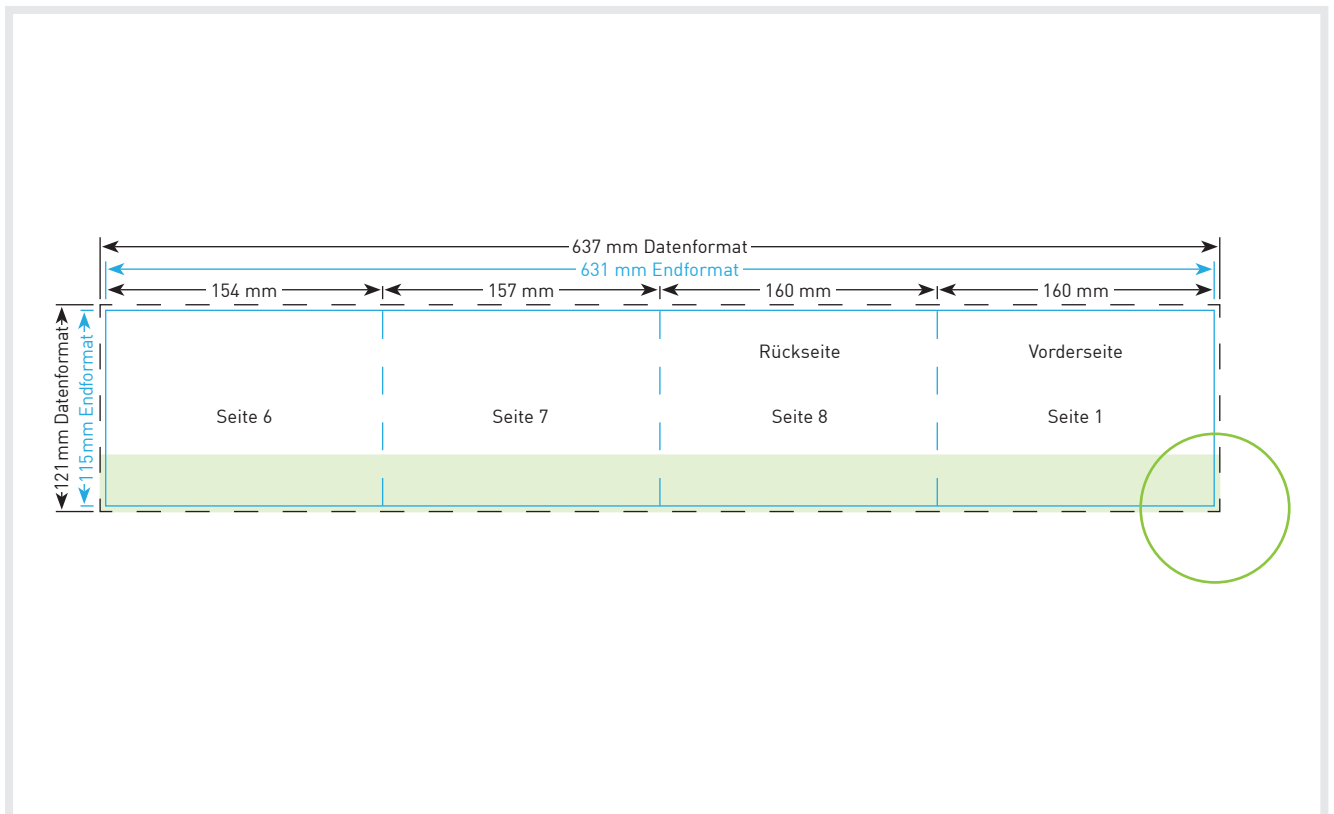 637 mm Datenformat
631 mm Endformat
154 mm
157 mm
160 mm
160 mm
121 mm Datenformat
115 mm Endformat
Rückseite
Vorderseite
Seite 6
Seite 7
Seite 8
Seite 1